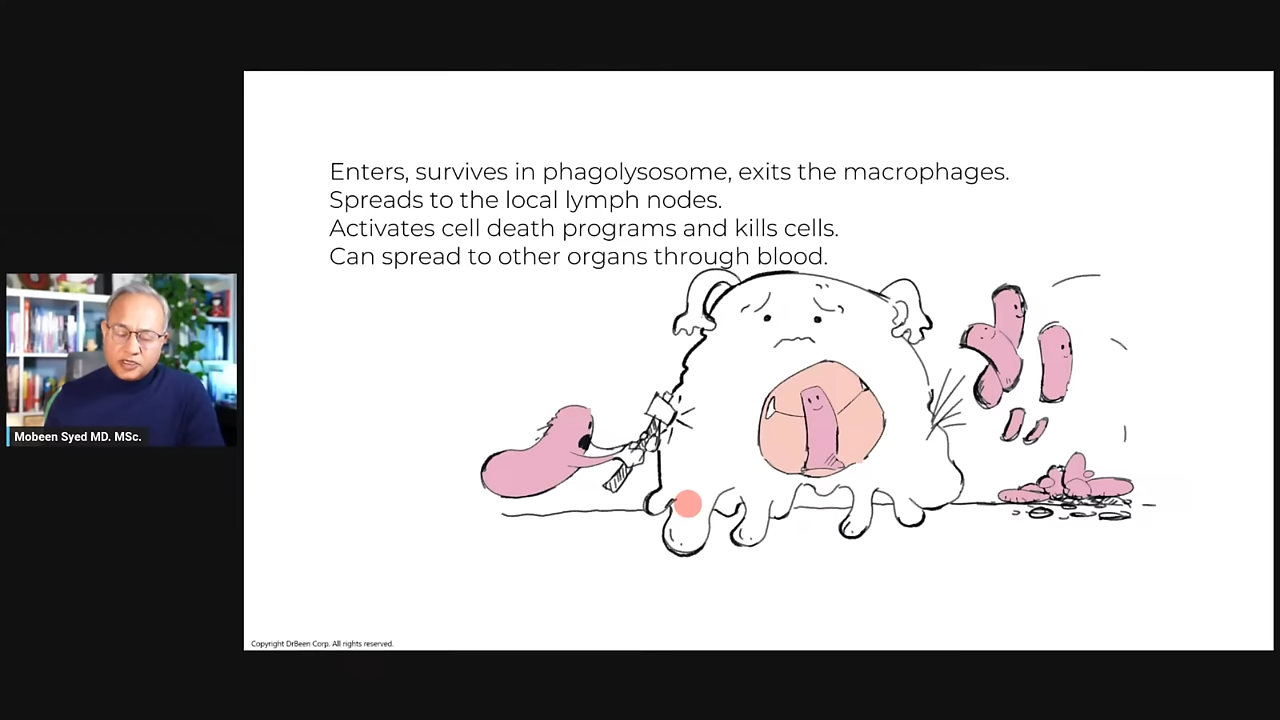 Enters, survives in phagolysosome, exits the macrophages.
Spreads to the local lymph nodes.
Activates cell death programs and kills cells.
Can spread to other organs through blood.
Mobeen Syed MD. MSc.
Copyright DrBeen Corp. All rights reserved.